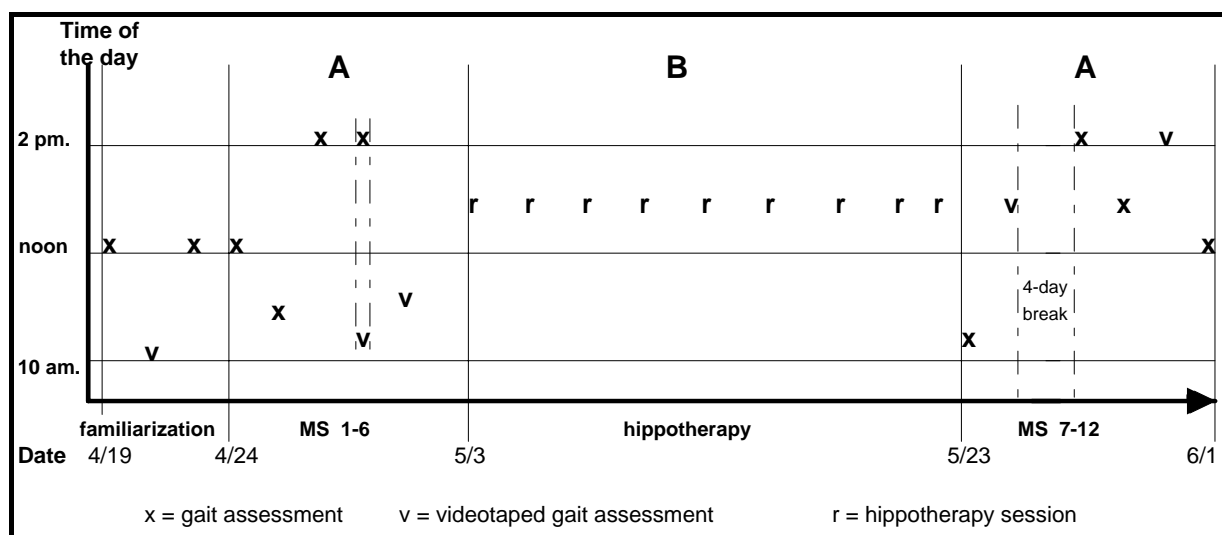 Time of
the day
A B A
2 pm. x x x v
r r r r r r r r r v x
noon x x x x
x v
4-day
break
v v x
10 am.
familiarization MS 1-6 hippotherapy MS 7-12
Date 4/19 4/24 5/3 5/23 6/1
x = gait assessment v = videotaped gait assessment r = hippotherapy session